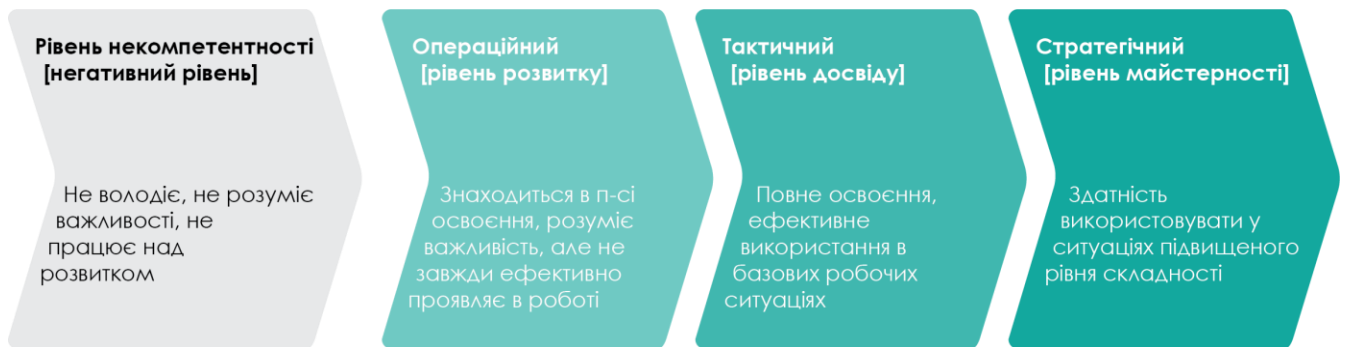 Рівень некомпетентності
[негативний рівень]
Не володіє, не розуміє
важливості, не
працює над
розвитком
Операційний
[рівень розвитку]
Знаходиться в п-сі
освоєння, розуміє
важливість, але не
завжди ефективно
проявляє в роботі
Тактичний
[рівень досвіду]
Повне освоєння,
ефективне
використання в
базових робочих
ситуаціях
Стратегічний
[рівень майстерності]
Здатність
використовувати у
ситуаціях підвищеного
рівня складності